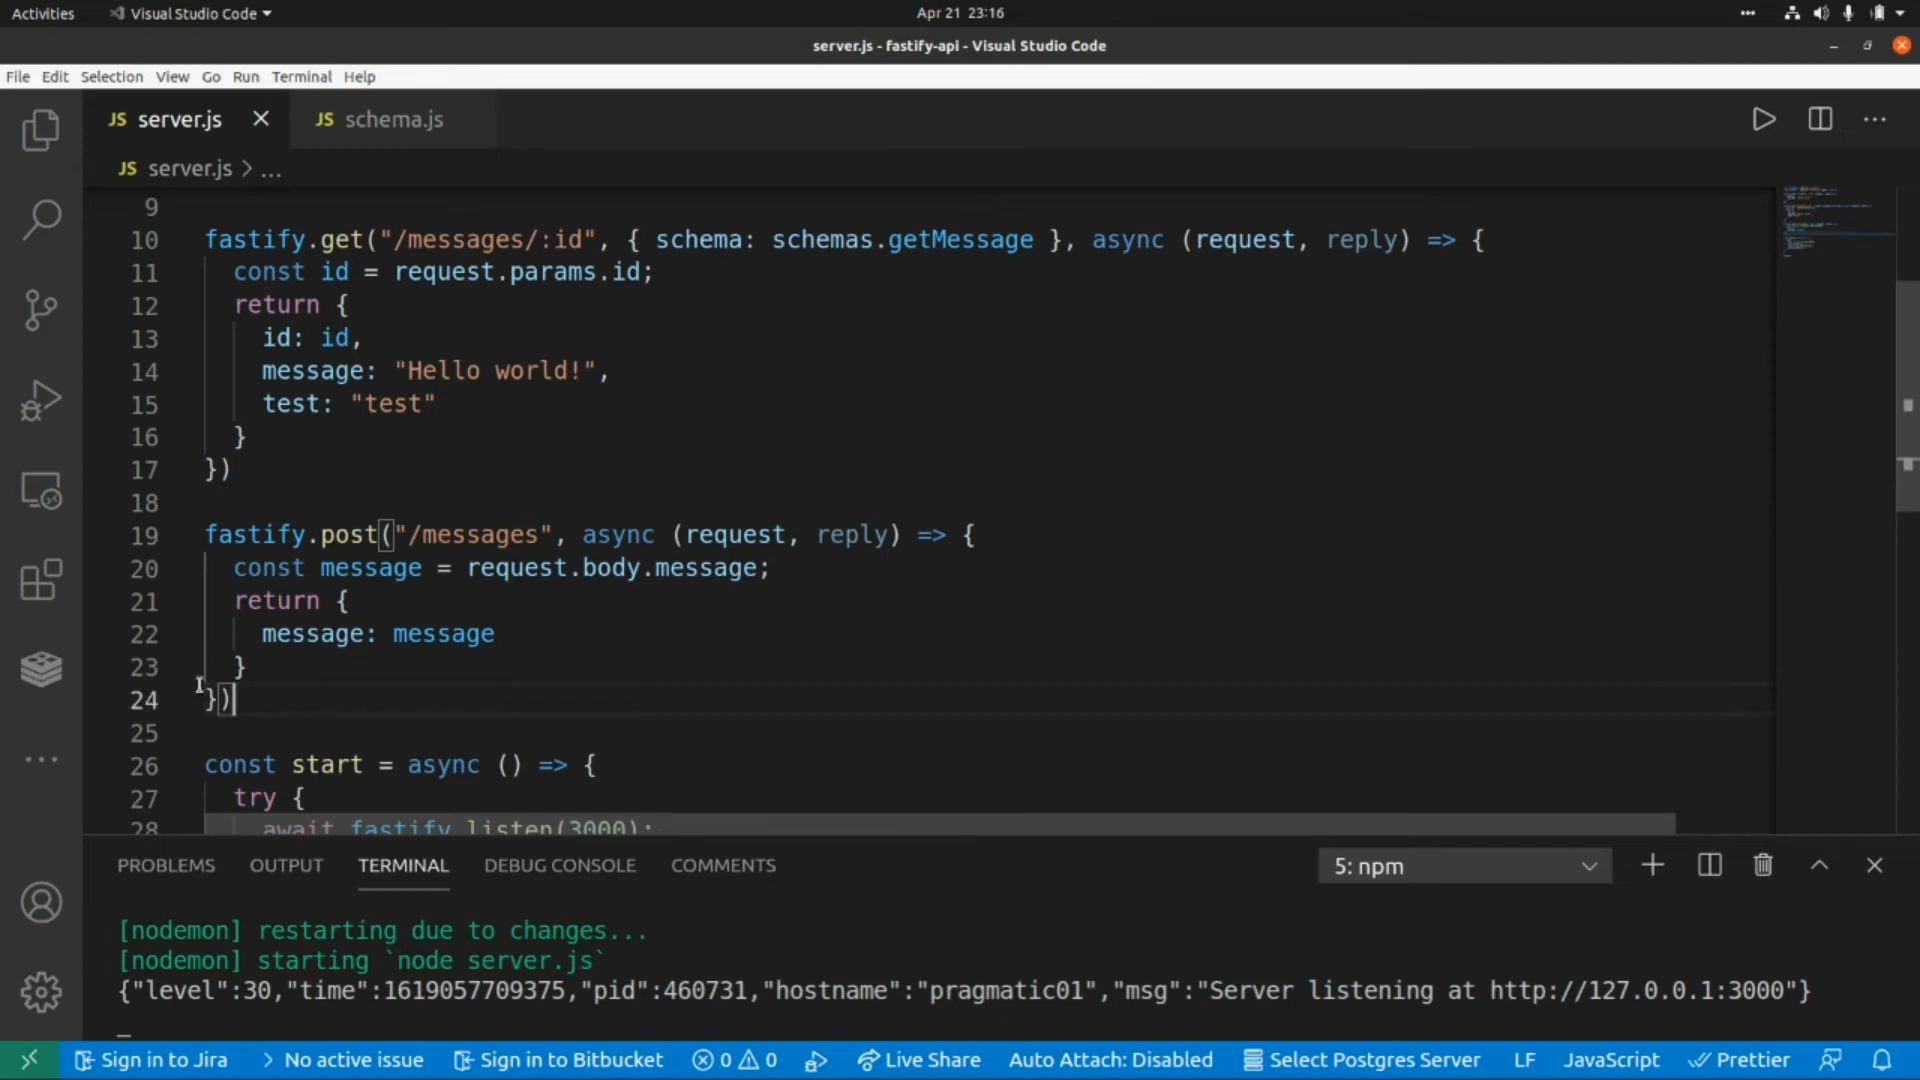 Activities Visual Studio Code Apr 21 23:16
server.js - fastify-api - Visual Studio Code
File Edit Selection View Go Run Terminal Help
JS server.js JS schema.js
JS server.js > ...
9
10 fastify.get("/messages/:id", { schema: schemas.getMessage }, async (request, reply) => {
11 const id = request.params.id;
12 return {
13 id: id,
14 message: "Hello world!",
15 test: "test"
16 }
17 })
18
19 fastify.post("/messages", async (request, reply) => {
20 const message = request.body.message;
21 return {
22 message: message
23 }
24 })
25
26 const start = async () => {
27 try {
28 await fastify.listen(3000);
PROBLEMS OUTPUT TERMINAL DEBUG CONSOLE COMMENTS 5: npm
[nodemon] restarting due to changes...
[nodemon] starting `node server.js`
{"level":30,"time":1619057709375,"pid":460731,"hostname":"pragmatic01","msg":"Server listening at http://127.0.0.1:3000"}
Sign in to Jira > No active issue Sign in to Bitbucket 0 0 Live Share Auto Attach: Disabled Select Postgres Server LF JavaScript Prettier